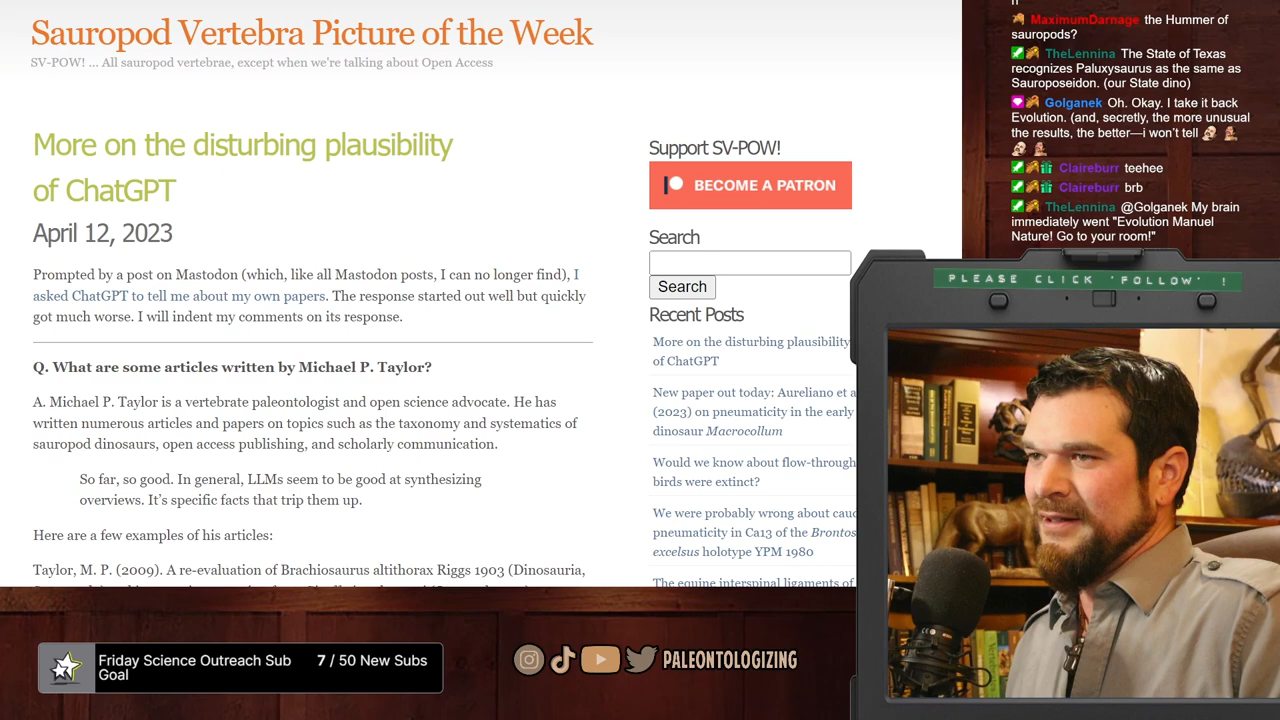 Sauropod Vertebra Picture of the Week
SV-POW! ... All sauropod vertebrae, except when we're talking about Open Access
More on the disturbing plausibility
of ChatGPT
April 12, 2023
Prompted by a post on Mastodon (which, like all Mastodon posts, I can no longer find), I
asked ChatGPT to tell me about my own papers. The response started out well but quickly
got much worse. I will indent my comments on its response.
Q. What are some articles written by Michael P. Taylor?
A. Michael P. Taylor is a vertebrate paleontologist and open science advocate. He has
written numerous articles and papers on topics such as the taxonomy and systematics of
sauropod dinosaurs, open access publishing, and scholarly communication.
So far, so good. In general, LLMs seem to be good at synthesizing
overviews. It's specific facts that trip them up.
Here are a few examples of his articles:
Taylor, M. P. (2009). A re-evaluation of Brachiosaurus altithorax Riggs 1903 (Dinosauria,
Support SV-POW!
BECOME A PATRON
Search
Search
Recent Posts
More on the disturbing plausibility
of ChatGPT
New paper out today: Aureliano et a
(2023) on pneumaticity in the early
dinosaur Macrocollum
Would we know about flow-through
birds were extinct?
We were probably wrong about cauc
pneumaticity in Ca13 of the Brontos
excelsus holotype YPM 1980
The equine interspinal ligaments of
MaximumDarnage the Hummer of
sauropods?
TheLennina The State of Texas
recognizes Paluxysaurus as the same as
Sauroposeidon. (our State dino)
Golganek Oh. Okay. I take it back
Evolution. (and, secretly, the more unusual
the results, the better—i won't tell
Claireburr teehee
Claireburr brb
TheLennina @Golganek My brain
immediately went "Evolution Manuel
Nature! Go to your room!"
PLEASE CLICK 'FOLLOW' !
Friday Science Outreach Sub
Goal
7 / 50 New Subs
PALEONTOLOGIZING